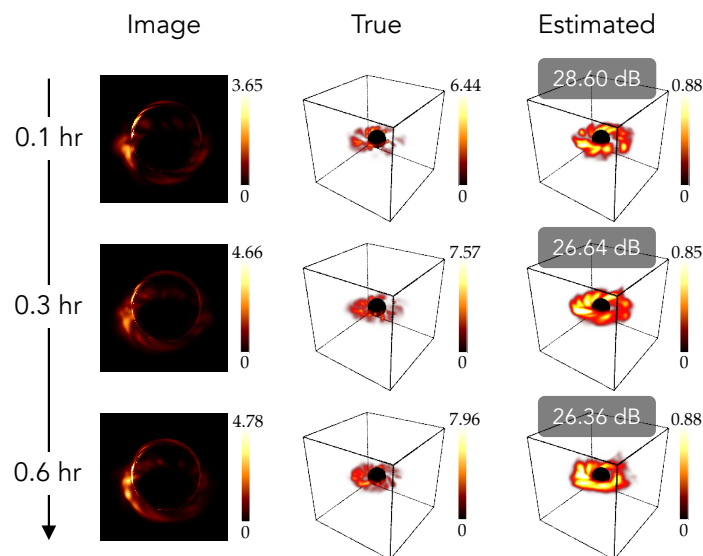 Image True Estimated
0.1 hr
3.65
0
6.44
0
28.60 dB
0.88
0
0.3 hr
4.66
0
7.57
0
26.64 dB
0.85
0
0.6 hr
4.78
0
7.96
0
26.36 dB
0.88
0